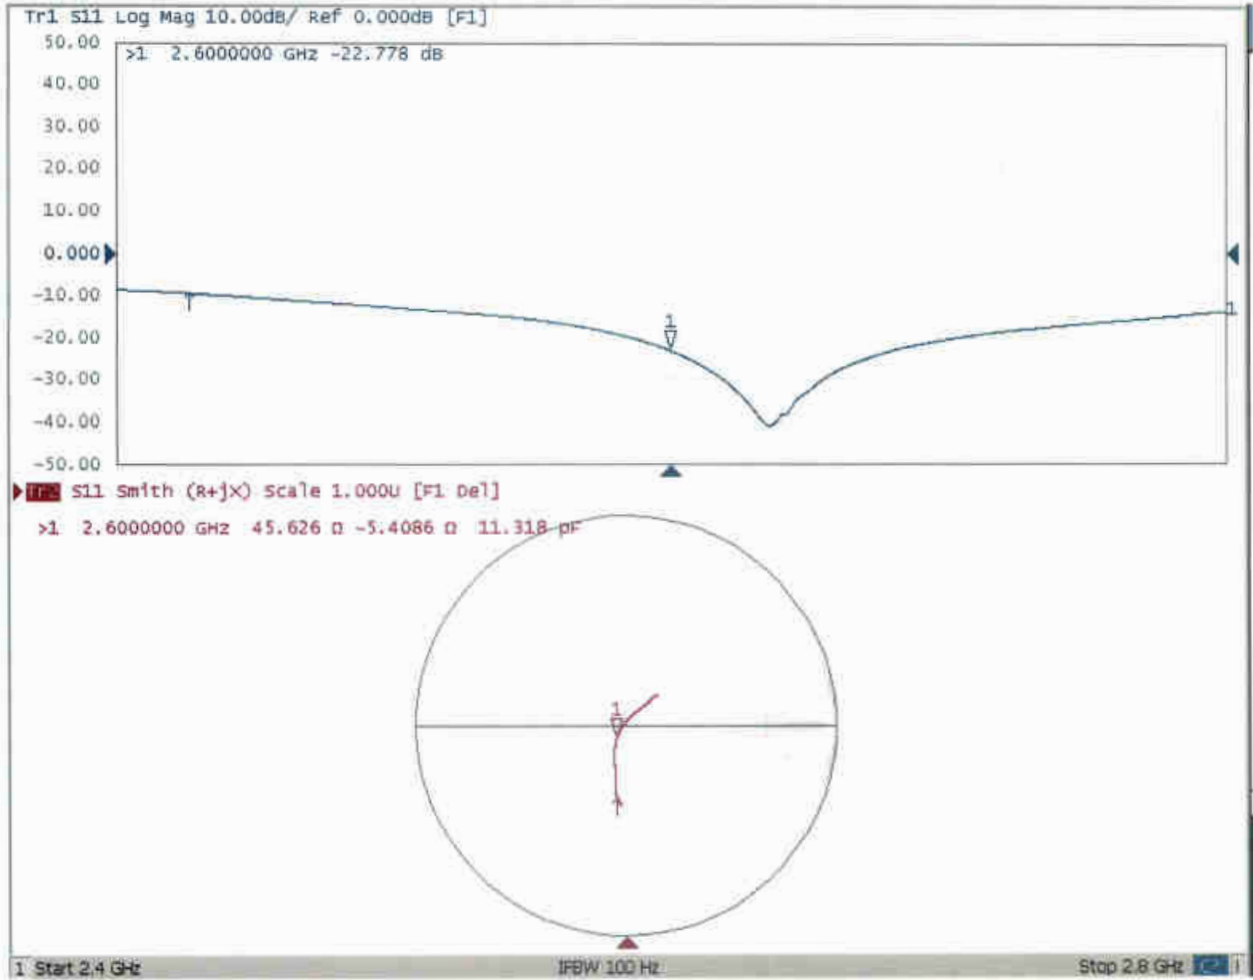 Tr1 S11 Log Mag 10.00dB/ Ref 0.000dB [F1]
50.00
>1 2.6000000 GHz -22.778 dB
40.00
30.00
20.00
10.00
0.000
-10.00
1
1
-20.00
-30.00
-40.00
-50.00
Tr2 S11 Smith (R+jX) Scale 1.000U [F1 Del]
>1 2.6000000 GHz 45.626 Ω -5.4086 Ω 11.318 pF
1
1 Start 2.4 GHz IFBW 100 Hz Stop 2.8 GHz C?